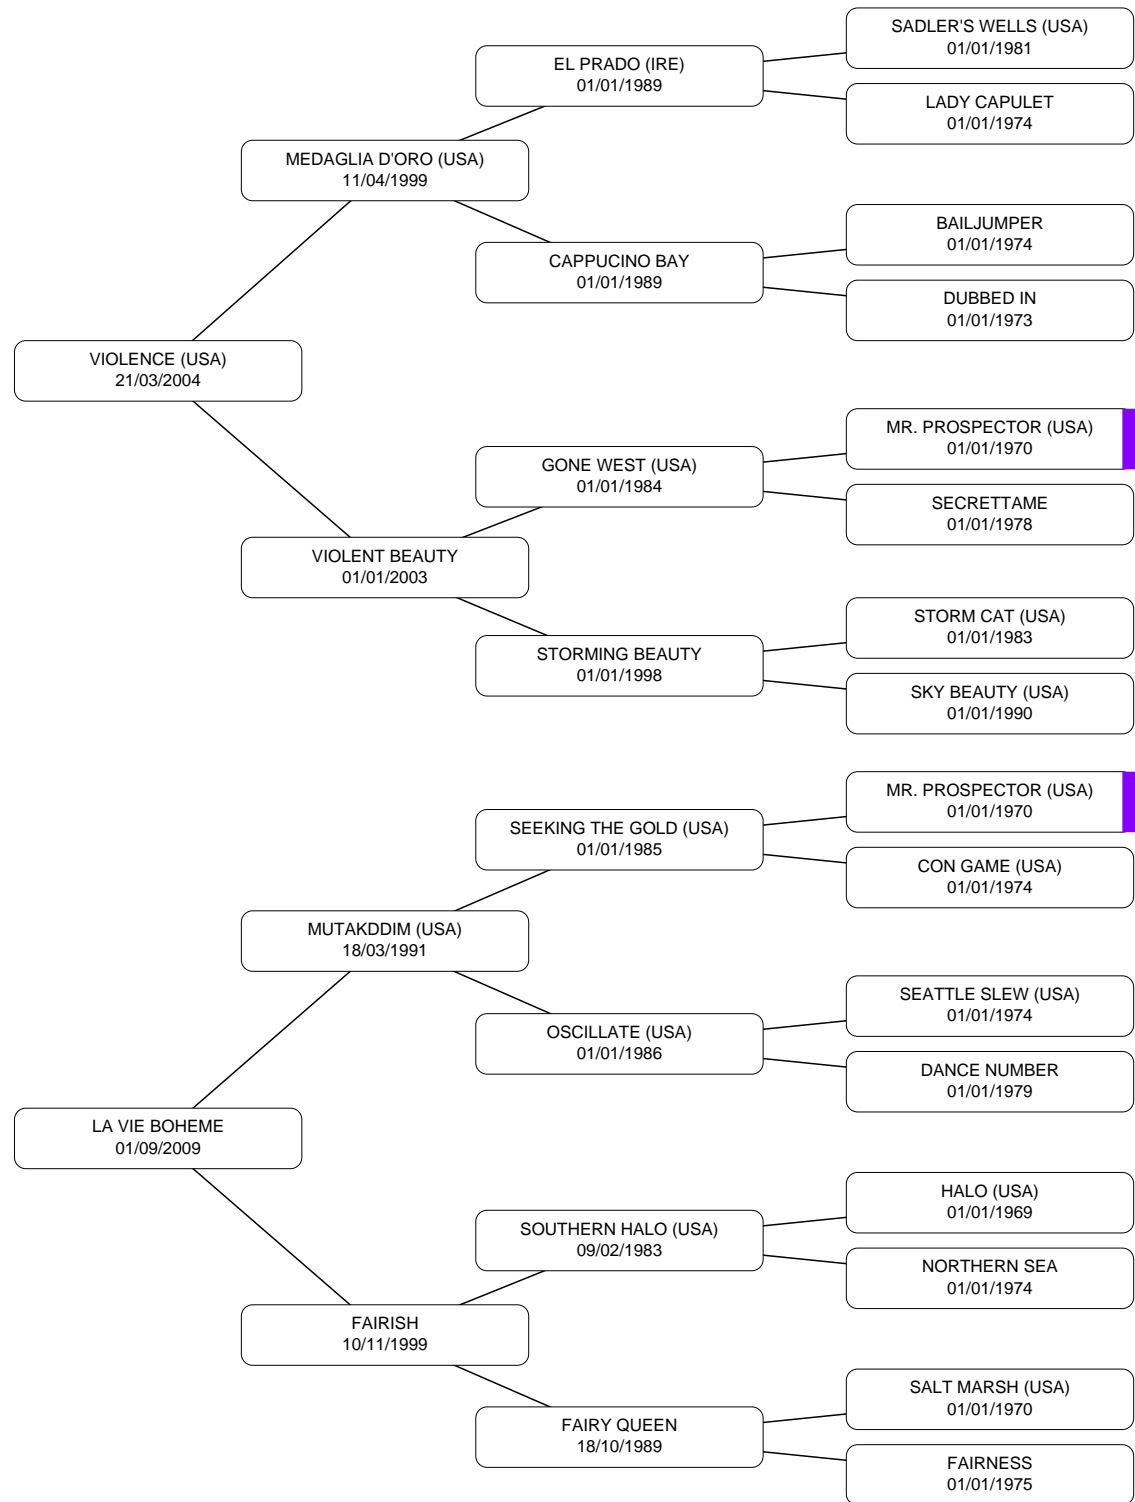 SADLER'S WELLS (USA)
01/01/1981
EL PRADO (IRE)
01/01/1989
LADY CAPULET
01/01/1974
MEDAGLIA D'ORO (USA)
11/04/1999
BAILJUMPER
01/01/1974
CAPPUCINO BAY
01/01/1989
DUBBED IN
01/01/1973
VIOLENCE (USA)
21/03/2004
MR. PROSPECTOR (USA)
01/01/1970
GONE WEST (USA)
01/01/1984
SECRETTAME
01/01/1978
VIOLENT BEAUTY
01/01/2003
STORM CAT (USA)
01/01/1983
STORMING BEAUTY
01/01/1998
SKY BEAUTY (USA)
01/01/1990
MR. PROSPECTOR (USA)
01/01/1970
SEEKING THE GOLD (USA)
01/01/1985
CON GAME (USA)
01/01/1974
MUTAKDDIM (USA)
18/03/1991
SEATTLE SLEW (USA)
01/01/1974
OSCILLATE (USA)
01/01/1986
DANCE NUMBER
01/01/1979
LA VIE BOHEME
01/09/2009
HALO (USA)
01/01/1969
SOUTHERN HALO (USA)
09/02/1983
NORTHERN SEA
01/01/1974
FAIRISH
10/11/1999
SALT MARSH (USA)
01/01/1970
FAIRY QUEEN
18/10/1989
FAIRNESS
01/01/1975